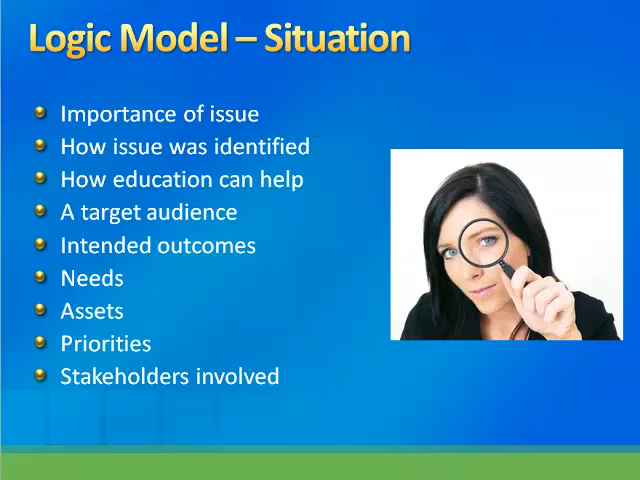 Logic Model – Situation
Importance of issue
How issue was identified
How education can help
A target audience
Intended outcomes
Needs
Assets
Priorities
Stakeholders involved